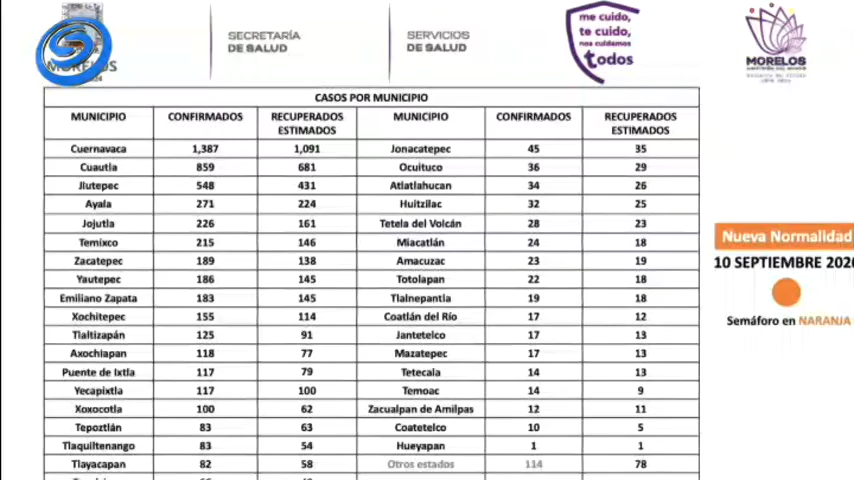 MORELOS
SECRETARÍA
DE SALUD
SERVICIOS
DE SALUD
me cuido,
te cuido,
nos cuidamos
todos
MORELOS
CASOS POR MUNICIPIO
MUNICIPIO CONFIRMADOS RECUPERADOS ESTIMADOS MUNICIPIO CONFIRMADOS RECUPERADOS ESTIMADOS
Cuernavaca 1,387 1,091 Jonacatepec 45 35
Cuautla 859 681 Ocuituco 36 29
Jiutepec 548 431 Atlatlahucan 34 26
Ayala 271 224 Huitzilac 32 25
Jojutla 226 161 Tetela del Volcán 28 23
Temixco 215 146 Miacatlán 24 18
Zacatepec 189 138 Amacuzac 23 19
Yautepec 186 145 Totolapan 22 18
Emiliano Zapata 183 145 Tlalnepantla 19 18
Xochitepec 155 114 Coatlán del Río 17 12
Tlaltizapán 125 91 Jantetelco 17 13
Axochiapan 118 77 Mazatepec 17 13
Puente de Ixtla 117 79 Tetecala 14 13
Yecapixtla 117 100 Temoac 14 9
Xoxocotla 100 62 Zacualpan de Amilpas 12 11
Tepoztlán 83 63 Coatetelco 10 5
Tlaquiltenango 83 54 Hueyapan 1 1
Tlayacapan 82 58 Otros estados 114 78
Nueva Normalidad
10 SEPTIEMBRE 2020
Semáforo en NARANJA